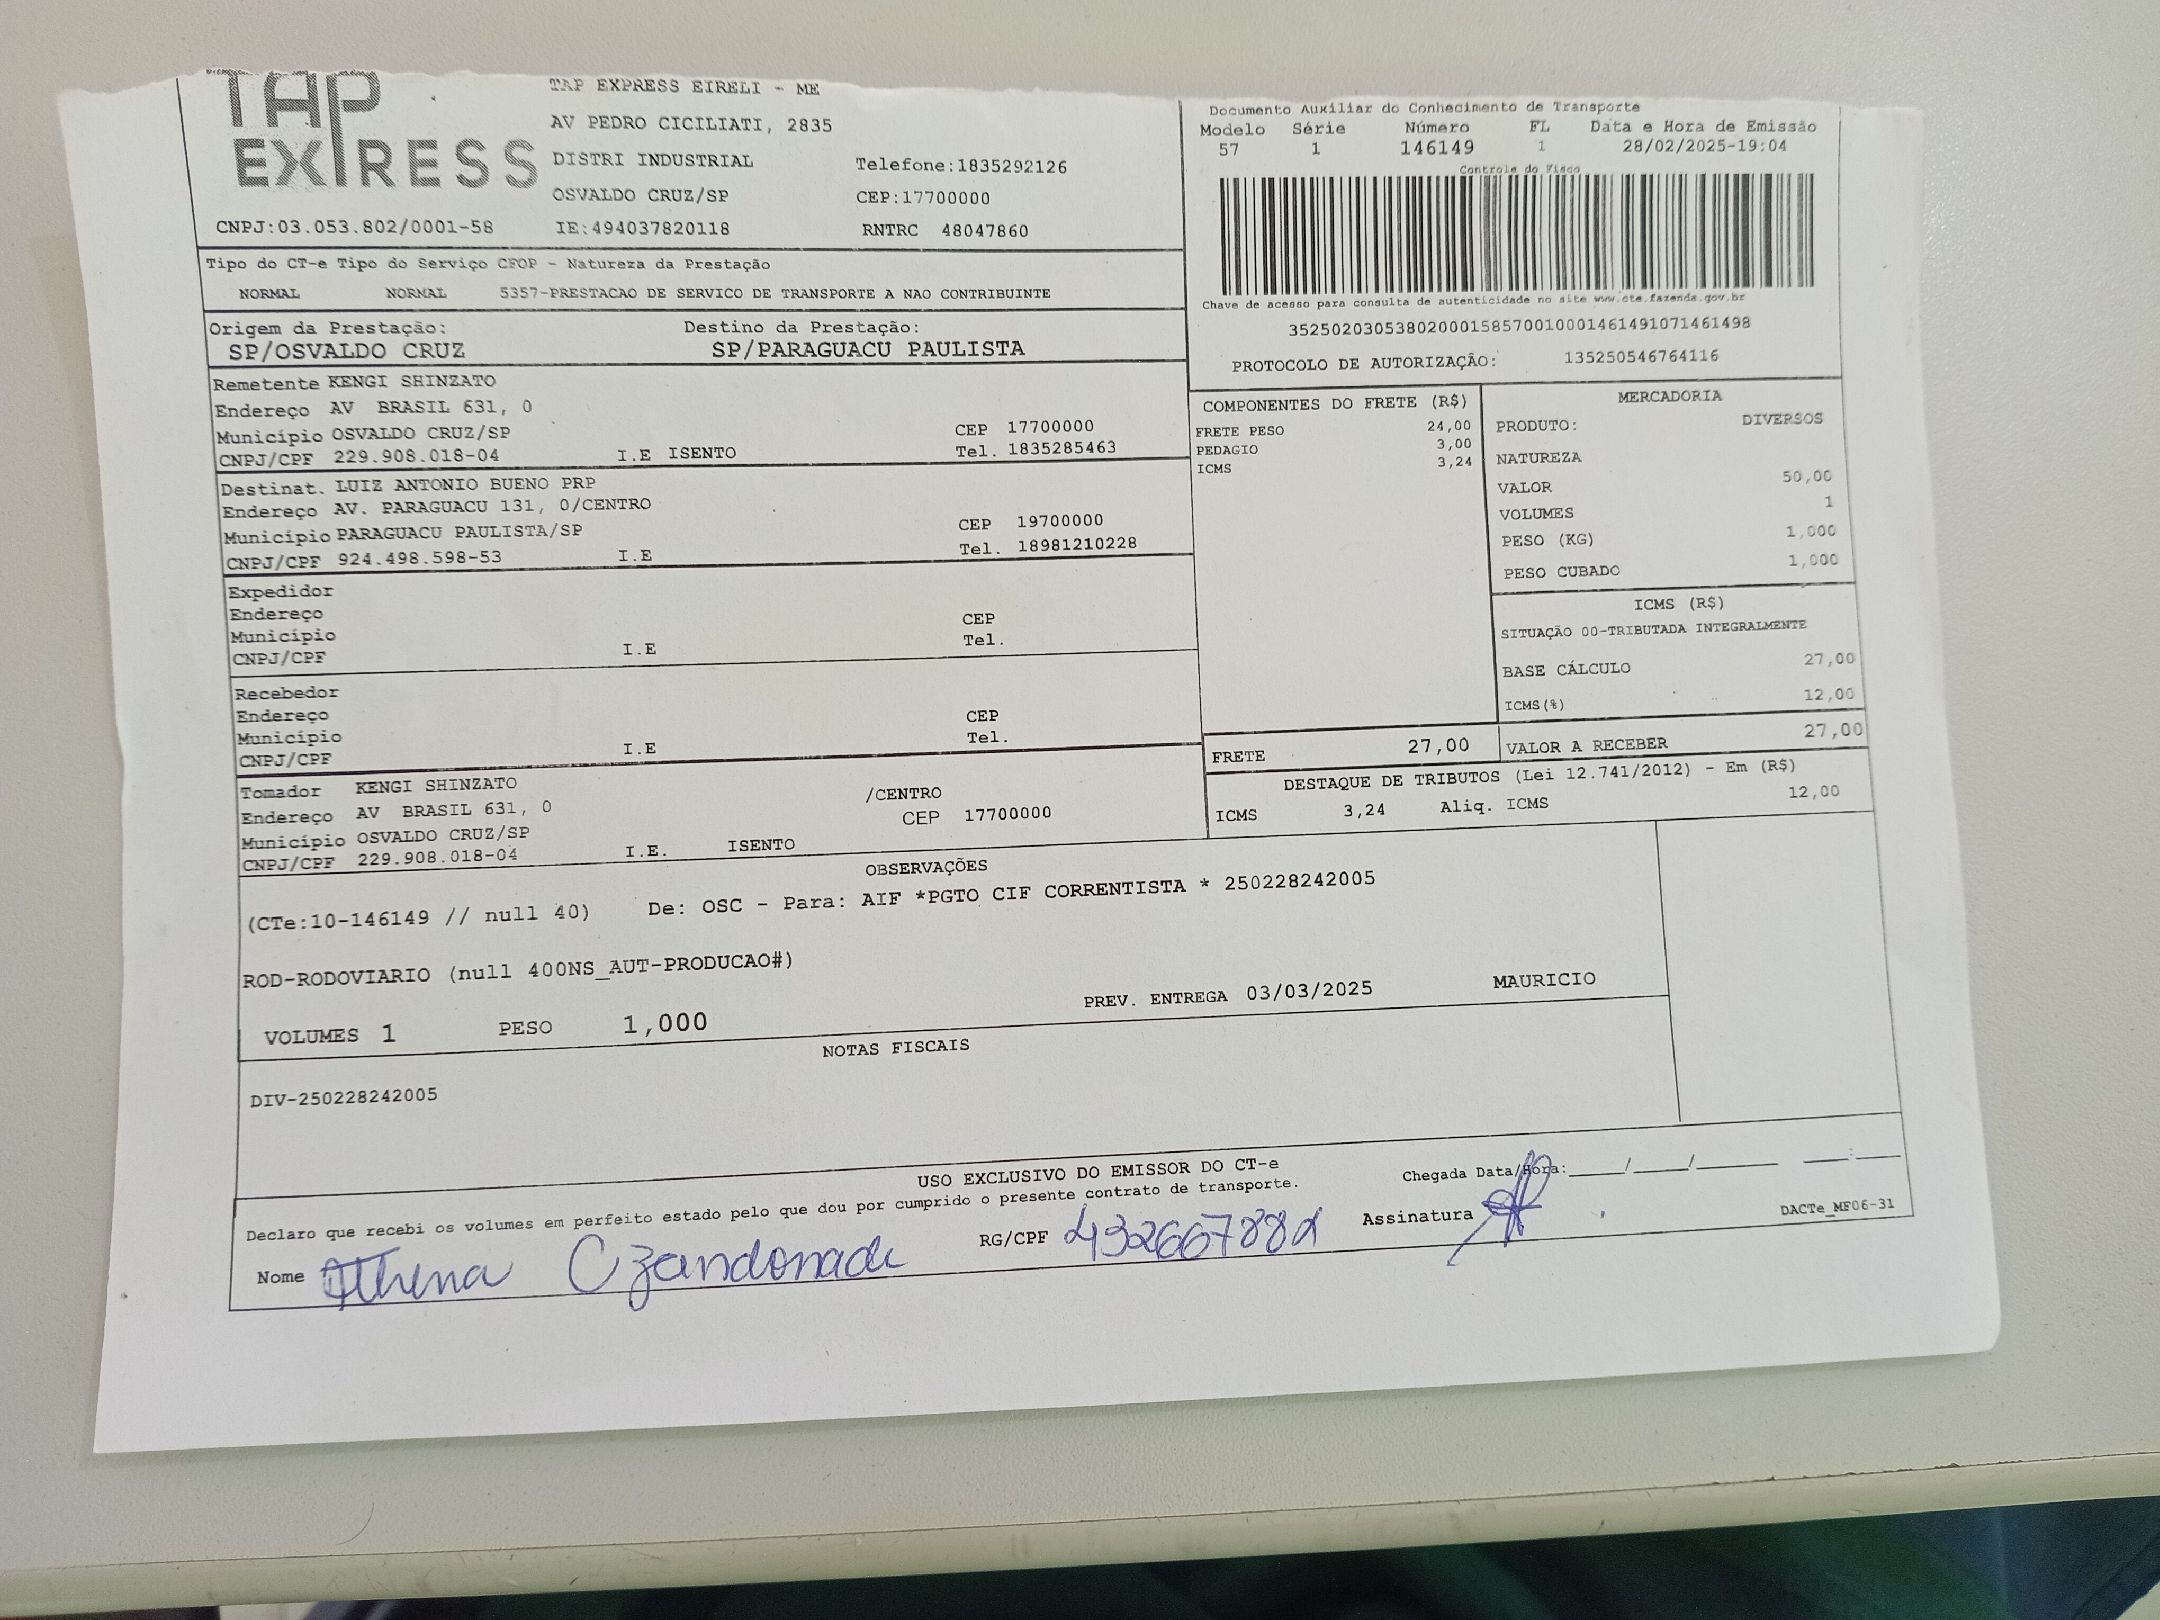 TAP EXPRESS
TAP EXPRESS EIRELI - ME
AV PEDRO CICILIATI, 2835
DISTRI INDUSTRIAL Telefone:1835292126
OSVALDO CRUZ/SP CEP:17700000
CNPJ:03.053.802/0001-58 IE:494037820118 RNTRC 48047860
Documento Auxiliar do Conhecimento de Transporte
Modelo Série Número FL Data e Hora de Emissão
57 1 146149 1 28/02/2025-19:04
Controle do Fisco
Chave de acesso para consulta de autenticidade no site www.cte.fazenda.gov.br
35250203053802000158570010001461491071461498
PROTOCOLO DE AUTORIZAÇÃO: 135250546764116
Tipo do CT-e Tipo do Serviço CFOP - Natureza da Prestação
NORMAL NORMAL 5357-PRESTACAO DE SERVICO DE TRANSPORTE A NAO CONTRIBUINTE
Origem da Prestação: Destino da Prestação:
SP/OSVALDO CRUZ SP/PARAGUACU PAULISTA
Remetente KENGI SHINZATO
Endereço AV BRASIL 631, 0
Município OSVALDO CRUZ/SP CEP 17700000
CNPJ/CPF 229.908.018-04 I.E ISENTO Tel. 1835285463
Destinat. LUIZ ANTONIO BUENO PRP
Endereço AV. PARAGUACU 131, 0/CENTRO
Município PARAGUACU PAULISTA/SP CEP 19700000
CNPJ/CPF 924.498.598-53 I.E Tel. 18981210228
Expedidor
Endereço CEP
Município Tel.
CNPJ/CPF I.E
Recebedor
Endereço CEP
Município Tel.
CNPJ/CPF I.E
Tomador KENGI SHINZATO /CENTRO
Endereço AV BRASIL 631, 0 CEP 17700000
Município OSVALDO CRUZ/SP
CNPJ/CPF 229.908.018-04 I.E. ISENTO
COMPONENTES DO FRETE (R$)
FRETE PESO 24,00
PEDAGIO 3,00
ICMS 3,24
FRETE 27,00
MERCADORIA
PRODUTO: DIVERSOS
NATUREZA
VALOR 50,00
VOLUMES 1
PESO (KG) 1,000
PESO CUBADO 1,000
ICMS (R$)
SITUAÇÃO 00-TRIBUTADA INTEGRALMENTE
BASE CÁLCULO 27,00
ICMS(%) 12,00
VALOR A RECEBER 27,00
DESTAQUE DE TRIBUTOS (Lei 12.741/2012) - Em (R$)
ICMS 3,24 Aliq. ICMS 12,00
OBSERVAÇÕES
(CTe:10-146149 // null 40) De: OSC - Para: AIF *PGTO CIF CORRENTISTA * 250228242005
ROD-RODOVIARIO (null 400NS_AUT-PRODUCAO#)
VOLUMES 1 PESO 1,000 PREV. ENTREGA 03/03/2025 MAURICIO
NOTAS FISCAIS
DIV-250228242005
USO EXCLUSIVO DO EMISSOR DO CT-e
Declaro que recebi os volumes em perfeito estado pelo que dou por cumprido o presente contrato de transporte.
Chegada Data/Hora:____/____/______ ___:___
Nome Athena C zandonade RG/CPF Assinatura
DACTe_MF06-31